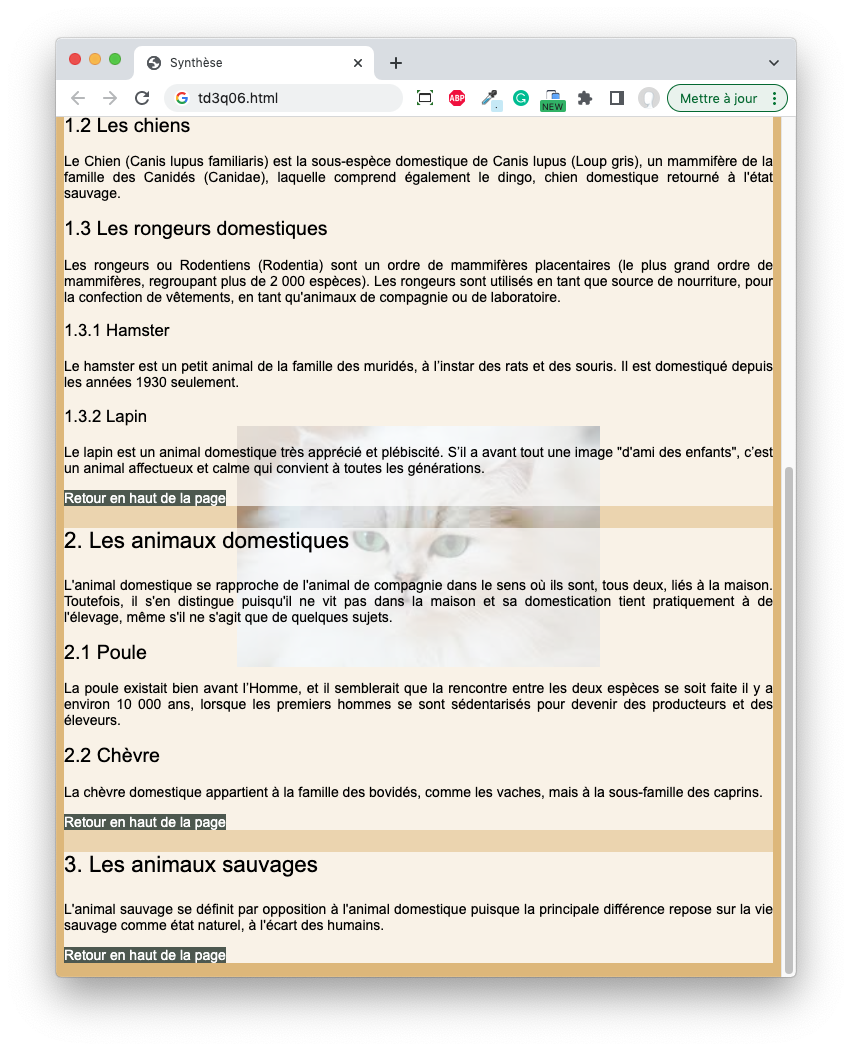 Synthèse
td3q06.html
ABP
NEW
Mettre à jour
1.2 Les chiens
Le Chien (Canis lupus familiaris) est la sous-espèce domestique de Canis lupus (Loup gris), un mammifère de la
famille des Canidés (Canidae), laquelle comprend également le dingo, chien domestique retourné à l'état
sauvage.
1.3 Les rongeurs domestiques
Les rongeurs ou Rodentiens (Rodentia) sont un ordre de mammifères placentaires (le plus grand ordre de
mammifères, regroupant plus de 2 000 espèces). Les rongeurs sont utilisés en tant que source de nourriture, pour
la confection de vêtements, en tant qu'animaux de compagnie ou de laboratoire.
1.3.1 Hamster
Le hamster est un petit animal de la famille des muridés, à l’instar des rats et des souris. Il est domestiqué depuis
les années 1930 seulement.
1.3.2 Lapin
Le lapin est un animal domestique très apprécié et plébiscité. S’il a avant tout une image "d'ami des enfants", c’est
un animal affectueux et calme qui convient à toutes les générations.
Retour en haut de la page
2. Les animaux domestiques
L'animal domestique se rapproche de l'animal de compagnie dans le sens où ils sont, tous deux, liés à la maison.
Toutefois, il s'en distingue puisqu'il ne vit pas dans la maison et sa domestication tient pratiquement à de
l'élevage, même s'il ne s'agit que de quelques sujets.
2.1 Poule
La poule existait bien avant l’Homme, et il semblerait que la rencontre entre les deux espèces se soit faite il y a
environ 10 000 ans, lorsque les premiers hommes se sont sédentarisés pour devenir des producteurs et des
éleveurs.
2.2 Chèvre
La chèvre domestique appartient à la famille des bovidés, comme les vaches, mais à la sous-famille des caprins.
Retour en haut de la page
3. Les animaux sauvages
L'animal sauvage se définit par opposition à l'animal domestique puisque la principale différence repose sur la vie
sauvage comme état naturel, à l'écart des humains.
Retour en haut de la page